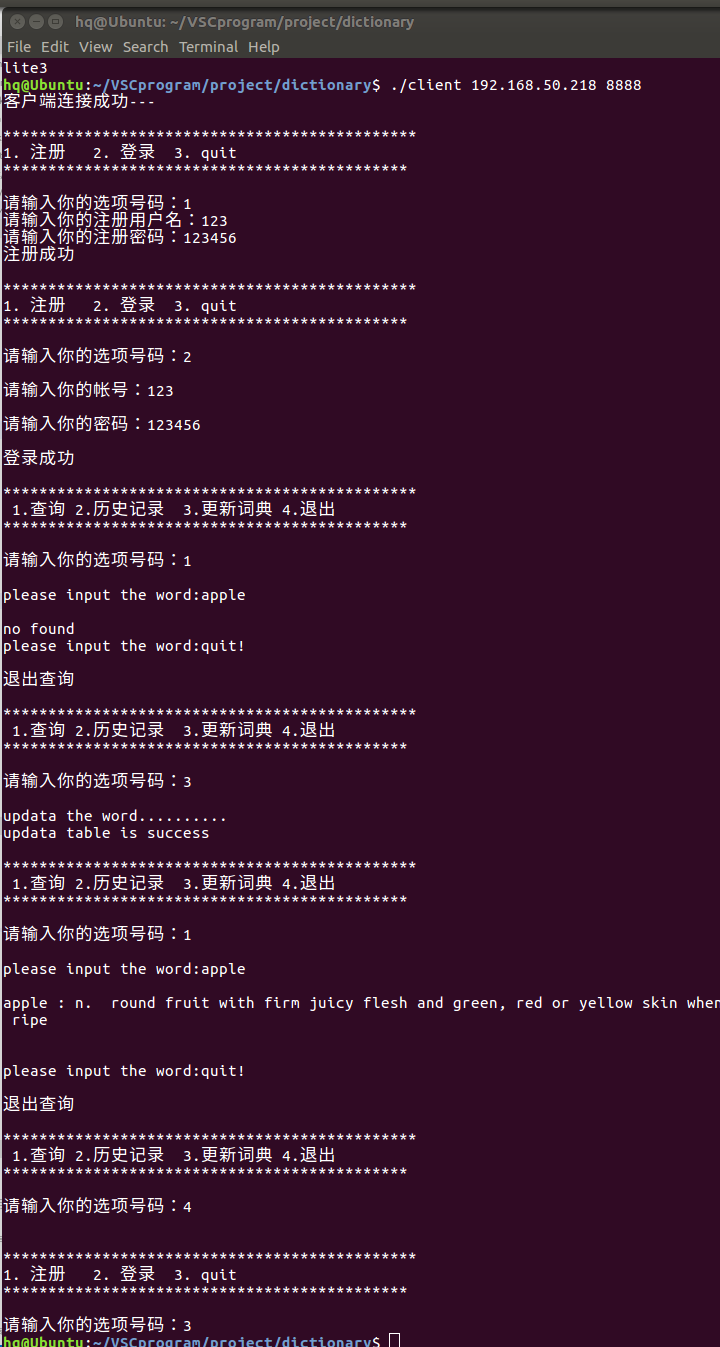 hq@Ubuntu: ~/VSCprogram/project/dictionary
File Edit View Search Terminal Help
lite3
hq@Ubuntu:~/VSCprogram/project/dictionary$ ./client 192.168.50.218 8888
客户端连接成功---
**********************************************
1. 注册   2. 登录  3. quit
*********************************************
请输入你的选项号码：1
请输入你的注册用户名：123
请输入你的注册密码：123456
注册成功
**********************************************
1. 注册   2. 登录  3. quit
*********************************************
请输入你的选项号码：2
请输入你的帐号：123
请输入你的密码：123456
登录成功
**********************************************
1.查询 2.历史记录  3.更新词典 4.退出
*********************************************
请输入你的选项号码：1
please input the word:apple
no found
please input the word:quit!
退出查询
**********************************************
1.查询 2.历史记录  3.更新词典 4.退出
*********************************************
请输入你的选项号码：3
updata the word..........
updata table is success
**********************************************
1.查询 2.历史记录  3.更新词典 4.退出
*********************************************
请输入你的选项号码：1
please input the word:apple
apple : n.  round fruit with firm juicy flesh and green, red or yellow skin when
ripe
please input the word:quit!
退出查询
**********************************************
1.查询 2.历史记录  3.更新词典 4.退出
*********************************************
请输入你的选项号码：4
**********************************************
1. 注册   2. 登录  3. quit
*********************************************
请输入你的选项号码：3
hq@Ubuntu:~/VSCprogram/project/dictionary$